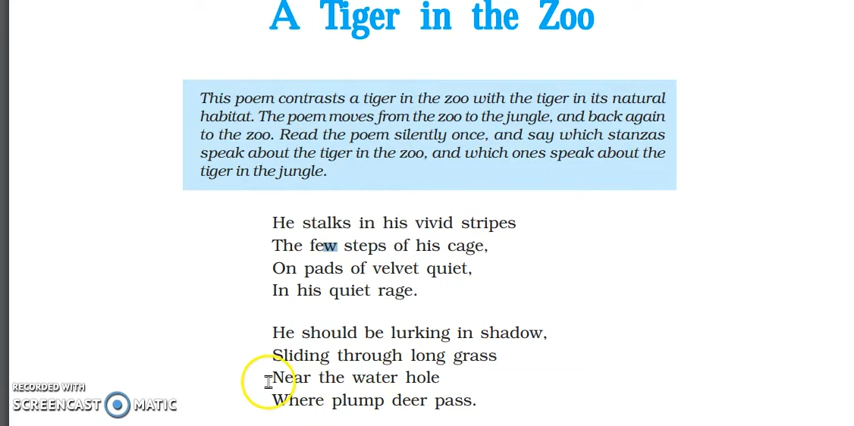 A Tiger in the Zoo
This poem contrasts a tiger in the zoo with the tiger in its natural
habitat. The poem moves from the zoo to the jungle, and back again
to the zoo. Read the poem silently once, and say which stanzas
speak about the tiger in the zoo, and which ones speak about the
tiger in the jungle.
He stalks in his vivid stripes
The few steps of his cage,
On pads of velvet quiet,
In his quiet rage.
He should be lurking in shadow,
Sliding through long grass
Near the water hole
Where plump deer pass.
RECORDED WITH
SCREENCAST MATIC